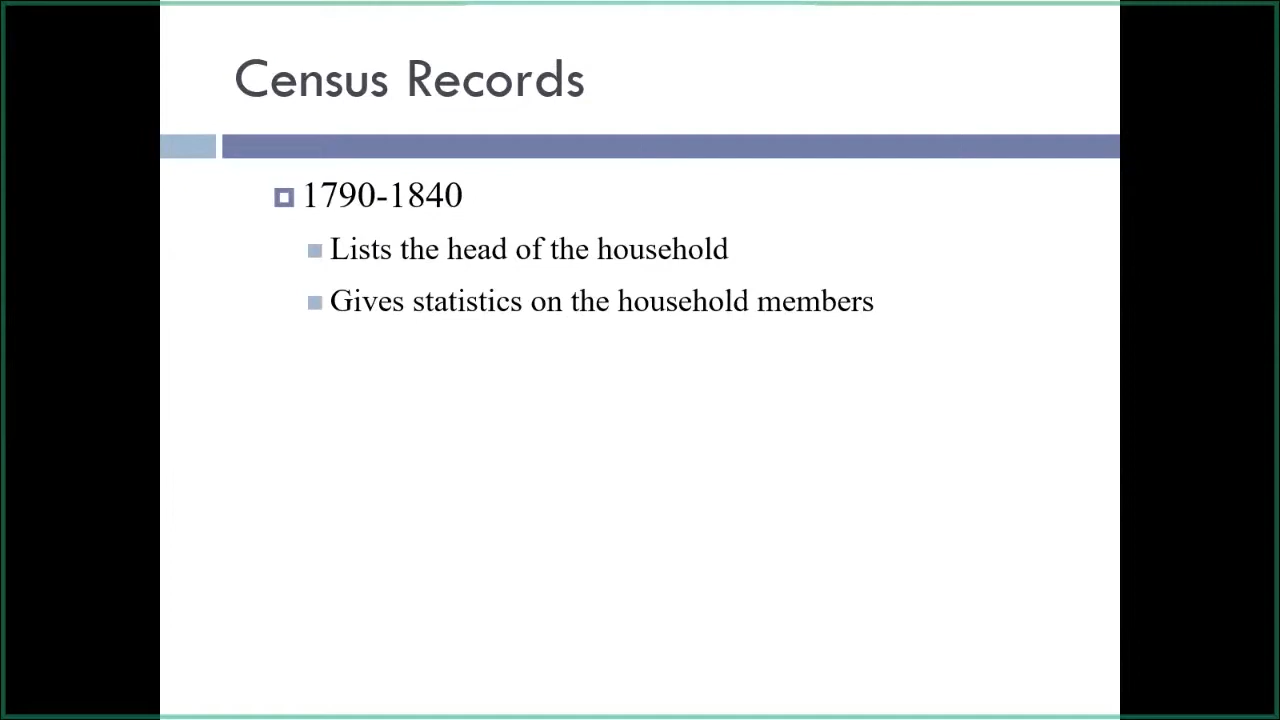 Census Records
1790-1840
Lists the head of the household
Gives statistics on the household members